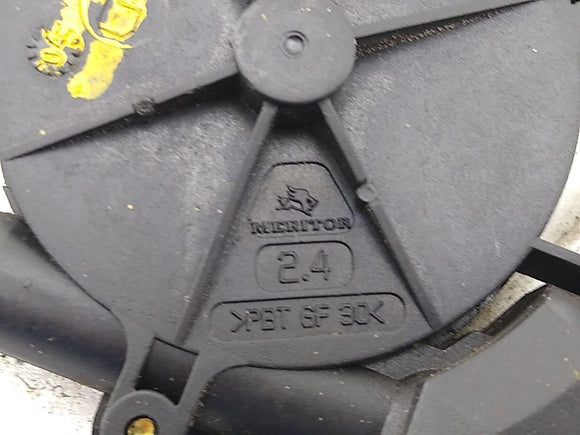 MERITOR
2.4
>PBT GF 30<